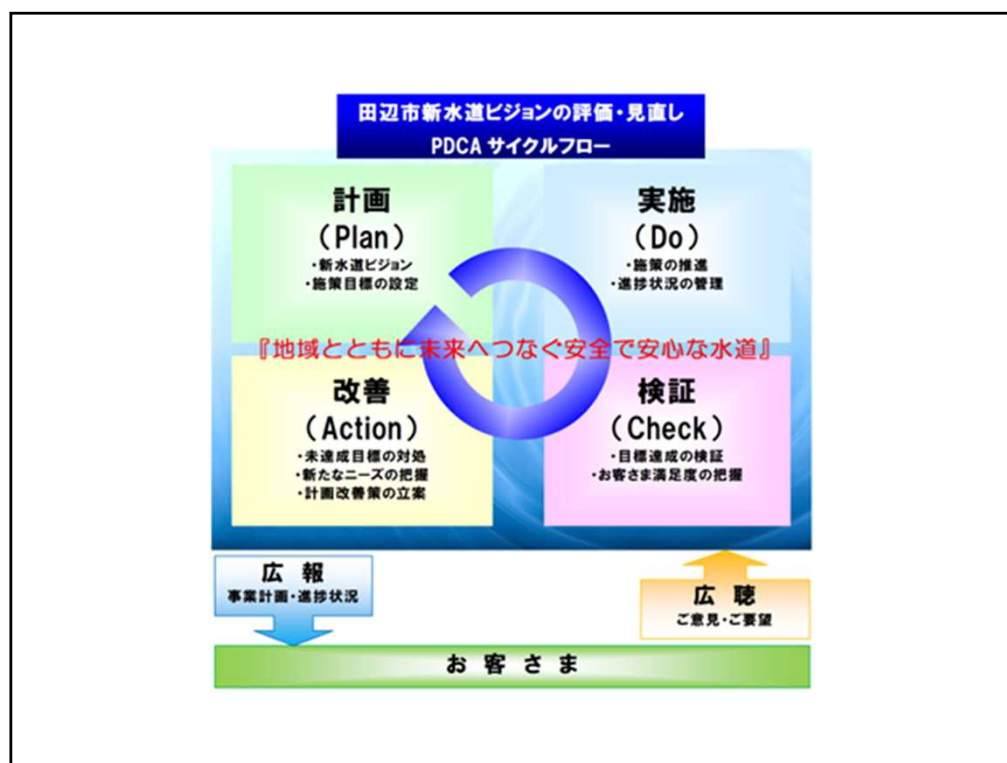 田辺市新水道ビジョンの評価・見直し
PDCAサイクルフロー
計画
（Plan）
・新水道ビジョン
・施策目標の設定
実施
（Do）
・施策の推進
・進捗状況の管理
『地域とともに未来へつなぐ安全で安心な水道』
改善
（Action）
・未達成目標の対処
・新たなニーズの把握
・計画改善策の立案
検証
（Check）
・目標達成の検証
・お客さま満足度の把握
広 報
事業計画・進捗状況
広 聴
ご意見・ご要望
お 客 さ ま